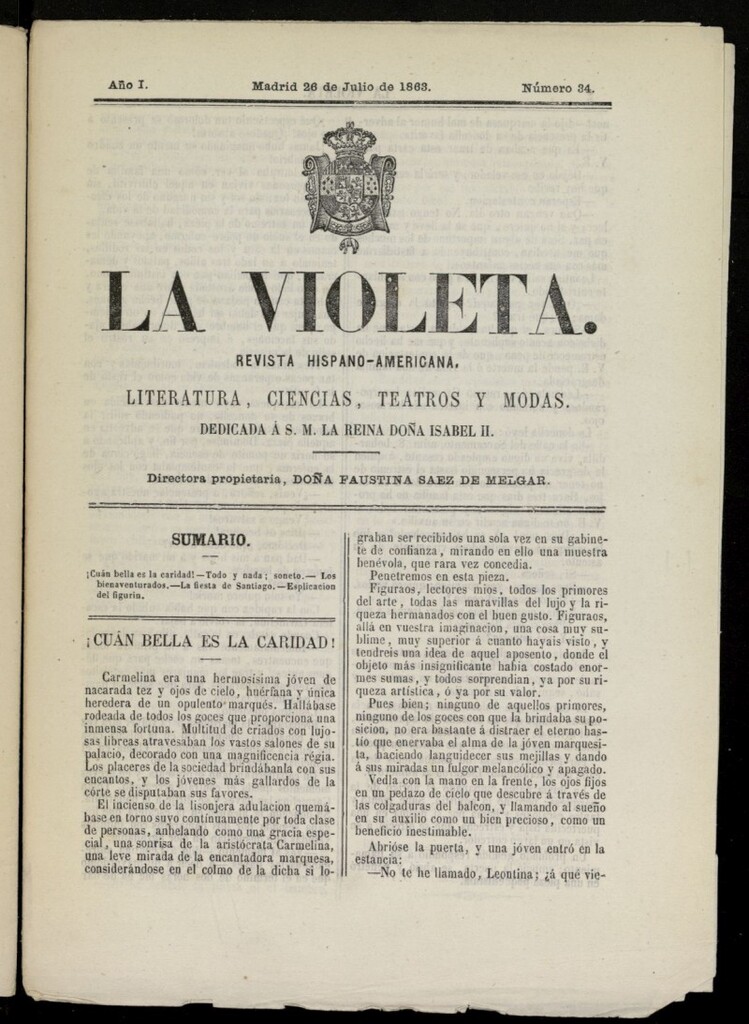 Año I.
Madrid 26 de Julio de 1863.
Número 34.
LA VIOLETA.
REVISTA HISPANO-AMERICANA.
LITERATURA, CIENCIAS, TEATROS Y MODAS.
DEDICADA Á S. M. LA REINA DOÑA ISABEL II.
Directora propietaria, DOÑA FAUSTINA SAEZ DE MELGAR.
SUMARIO.
¡Cuán bella es la caridad!—Todo y nada; soneto.—Los
bienaventurados.—La fiesta de Santiago.—Esplicacion
del figurin.
¡CUÁN BELLA ES LA CARIDAD!
Carmelina era una hermosísima jóven de
nacarada tez y ojos de cielo, huérfana y única
heredera de un opulento marqués. Hallábase
rodeada de todos los goces que proporciona una
inmensa fortuna. Multitud de criados con lujo-
sas libreas atravesaban los vastos salones de su
palacio, decorado con una magnificencia régia.
Los placeres de la sociedad brindábanla con sus
encantos, y los jóvenes más gallardos de la
córte se disputaban sus favores.
El incienso de la lisonjera adulacion quemá-
base en torno suyo contínuamente por toda clase
de personas, anhelando como una gracia espe-
cial, una sonrisa de la aristócrata Carmelina,
una leve mirada de la encantadora marquesa,
considerándose en el colmo de la dicha si lo-
graban ser recibidos una sola vez en su gabine-
te de confianza, mirando en ello una muestra
benévola, que rara vez concedia.
Penetremos en esta pieza.
Figuraos, lectores mios, todos los primores
del arte, todas las maravillas del lujo y la ri-
queza hermanados con el buen gusto. Figuraos,
allá en vuestra imaginacion, una cosa muy su-
blime, muy superior á cuanto hayais visto, y
tendreis una idea de aquel aposento, donde el
objeto más insignificante habia costado enor-
mes sumas, y todos sorprendian, ya por su ri-
queza artística, ó ya por su valor.
Pues bien; ninguno de aquellos primores,
ninguno de los goces con que la brindaba su po-
sicion, no era bastante á distraer el eterno has-
tío que enervaba el alma de la jóven marquesi-
ta, haciendo languidecer sus mejillas y dando
á sus miradas un fulgor melancólico y apagado.
Vedla con la mano en la frente, los ojos fijos
en un pedazo de cielo que descubre á través de
las colgaduras del balcon, y llamando al sueño
en su auxilio como un bien precioso, como un
beneficio inestimable.
Abrióse la puerta, y una jóven entró en la
estancia:
—No te he llamado, Leontina; ¿á qué vie-